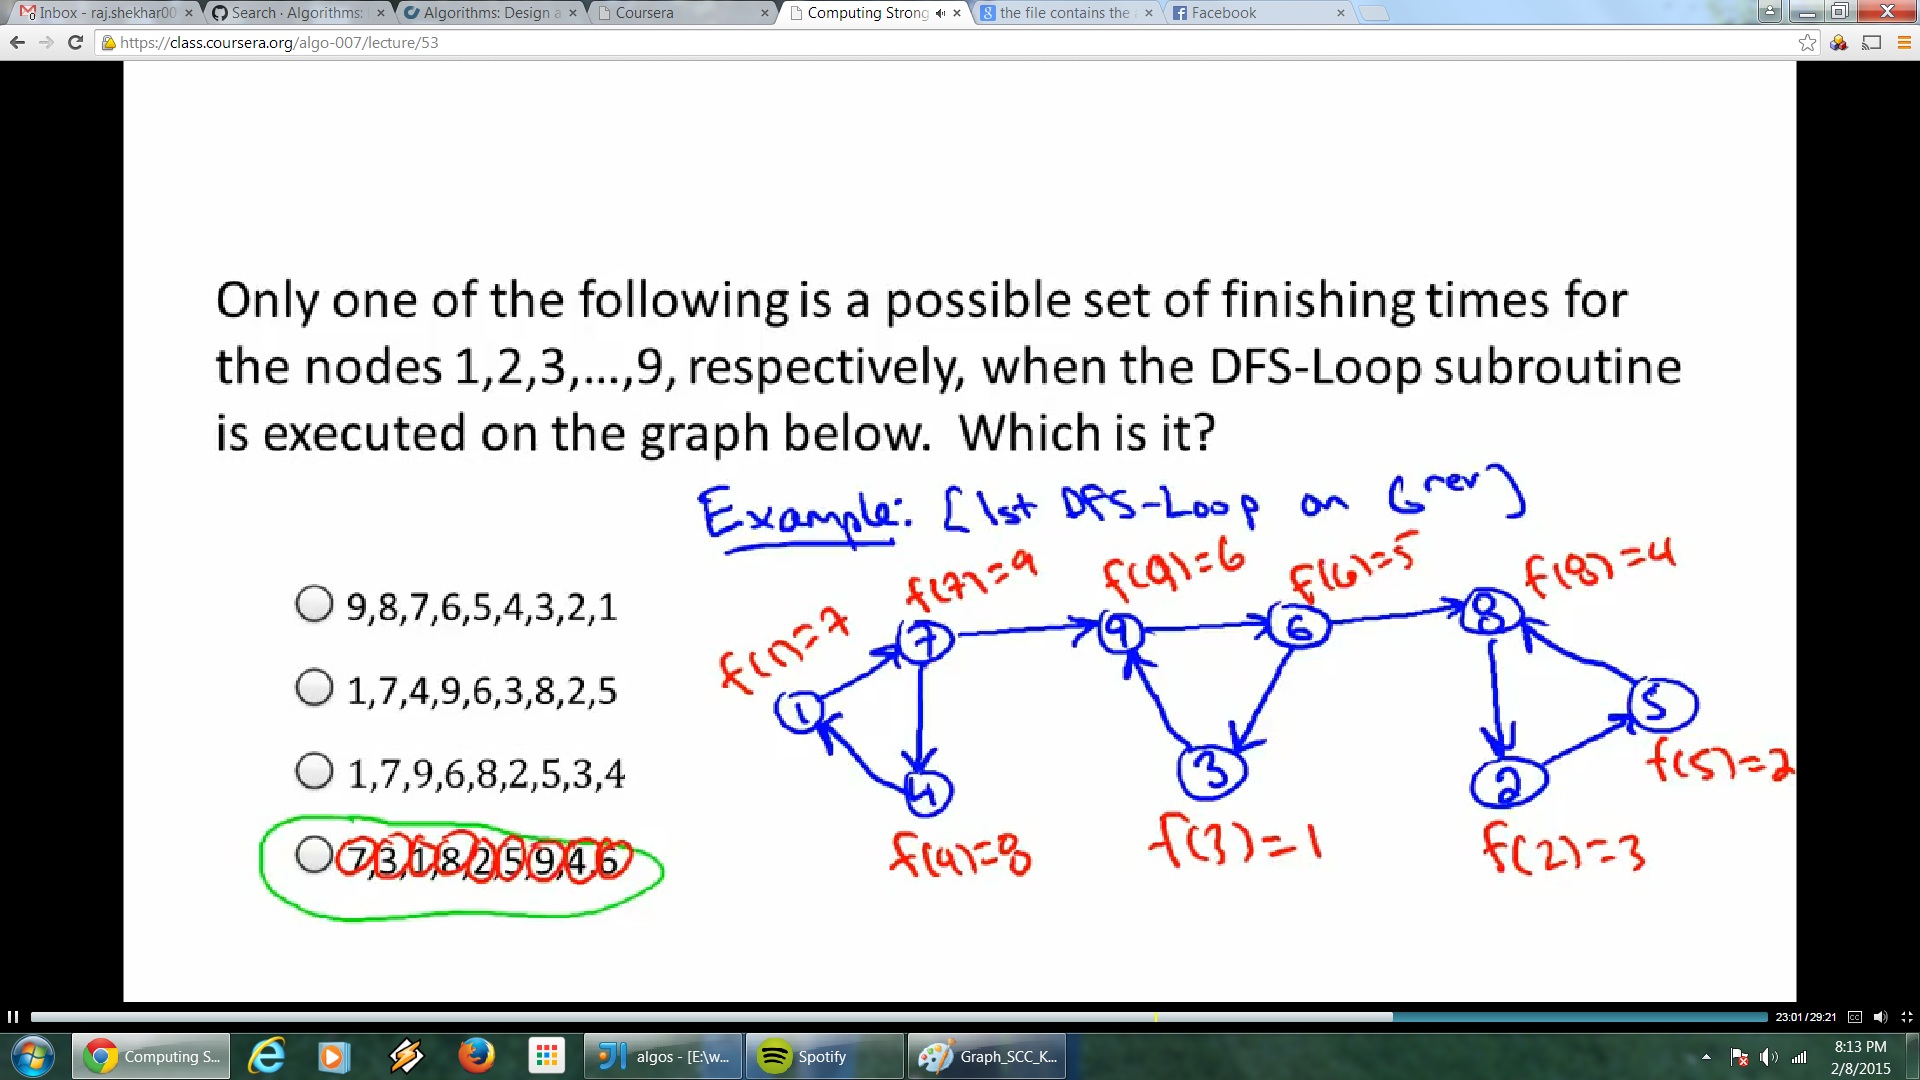 Inbox - raj.shekhar00
Search · Algorithms:
Algorithms: Design a
Coursera
Computing Strong
the file contains the
Facebook
https://class.coursera.org/algo-007/lecture/53
Only one of the following is a possible set of finishing times for
the nodes 1,2,3,…,9, respectively, when the DFS-Loop subroutine
is executed on the graph below. Which is it?
Example: [1st DFS-Loop on Grev]
9,8,7,6,5,4,3,2,1
1,7,4,9,6,3,8,2,5
1,7,9,6,8,2,5,3,4
7,3,1,8,2,5,9,4,6
f(1)=7
f(7)=9
f(9)=6
f(6)=5
f(8)=4
7
9
6
8
1
5
4
3
2
f(5)=2
f(4)=8
f(3)=1
f(2)=3
23:01/29:21
CC
Computing S...
algos - [E:\w...
Spotify
Graph_SCC_K...
8:13 PM
2/8/2015